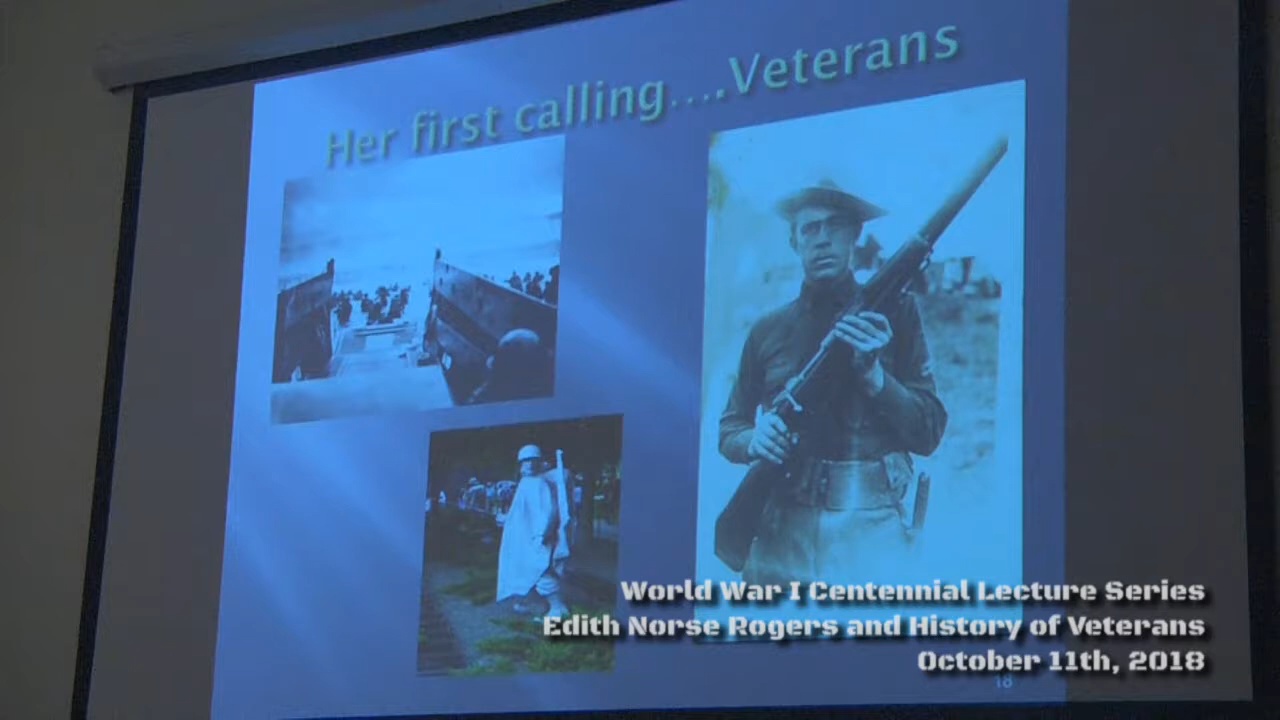 Her first calling....Veterans
World War I Centennial Lecture Series
Edith Norse Rogers and History of Veterans
October 11th, 2018
18